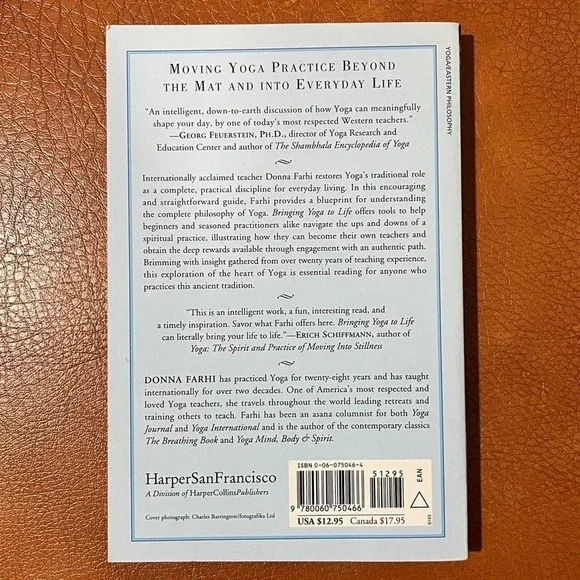 MOVING YOGA PRACTICE BEYOND
THE MAT AND INTO EVERYDAY LIFE
“An intelligent, down-to-earth discussion of how Yoga can meaningfully
shape your day, by one of today’s most respected Western teachers.”
—GEORG FEUERSTEIN, PH.D., director of Yoga Research and
Education Center and author of The Shambhala Encyclopedia of Yoga
Internationally acclaimed teacher Donna Farhi restores Yoga’s traditional role
as a complete, practical discipline for everyday living. In this encouraging
and straightforward guide, Farhi provides a blueprint for understanding
the complete philosophy of Yoga. Bringing Yoga to Life offers tools to help
beginners and seasoned practitioners alike navigate the ups and downs of a
spiritual practice, illustrating how they can become their own teachers and
obtain the deep rewards available through engagement with an authentic path.
Brimming with insight gathered from over twenty years of teaching experience,
this exploration of the heart of Yoga is essential reading for anyone who
practices this ancient tradition.
“This is an intelligent work, a fun, interesting read, and
a timely inspiration. Savor what Farhi offers here. Bringing Yoga to Life
can literally bring your life to life.”—ERICH SCHIFFMANN, author of
Yoga: The Spirit and Practice of Moving Into Stillness
DONNA FARHI has practiced Yoga for twenty-eight years and has taught
internationally for over two decades. One of America’s most respected and
loved Yoga teachers, she travels throughout the world leading retreats and
training others to teach. Farhi has been an asana columnist for both Yoga
Journal and Yoga International and is the author of the contemporary classics
The Breathing Book and Yoga Mind, Body & Spirit.
HarperSanFrancisco
A Division of HarperCollinsPublishers
Cover photograph: Charles Barrington/fotografika Ltd
ISBN 0-06-075046-4
51295
9 780060 750466
USA $12.95 Canada $17.95
EAN
YOGA/EASTERN PHILOSOPHY